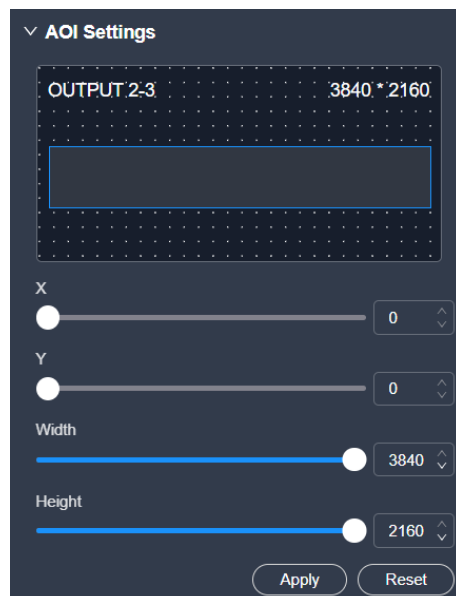 AOI Settings
OUTPUT 2-3 3840 * 2160
X
0
Y
0
Width
3840
Height
2160
Apply Reset